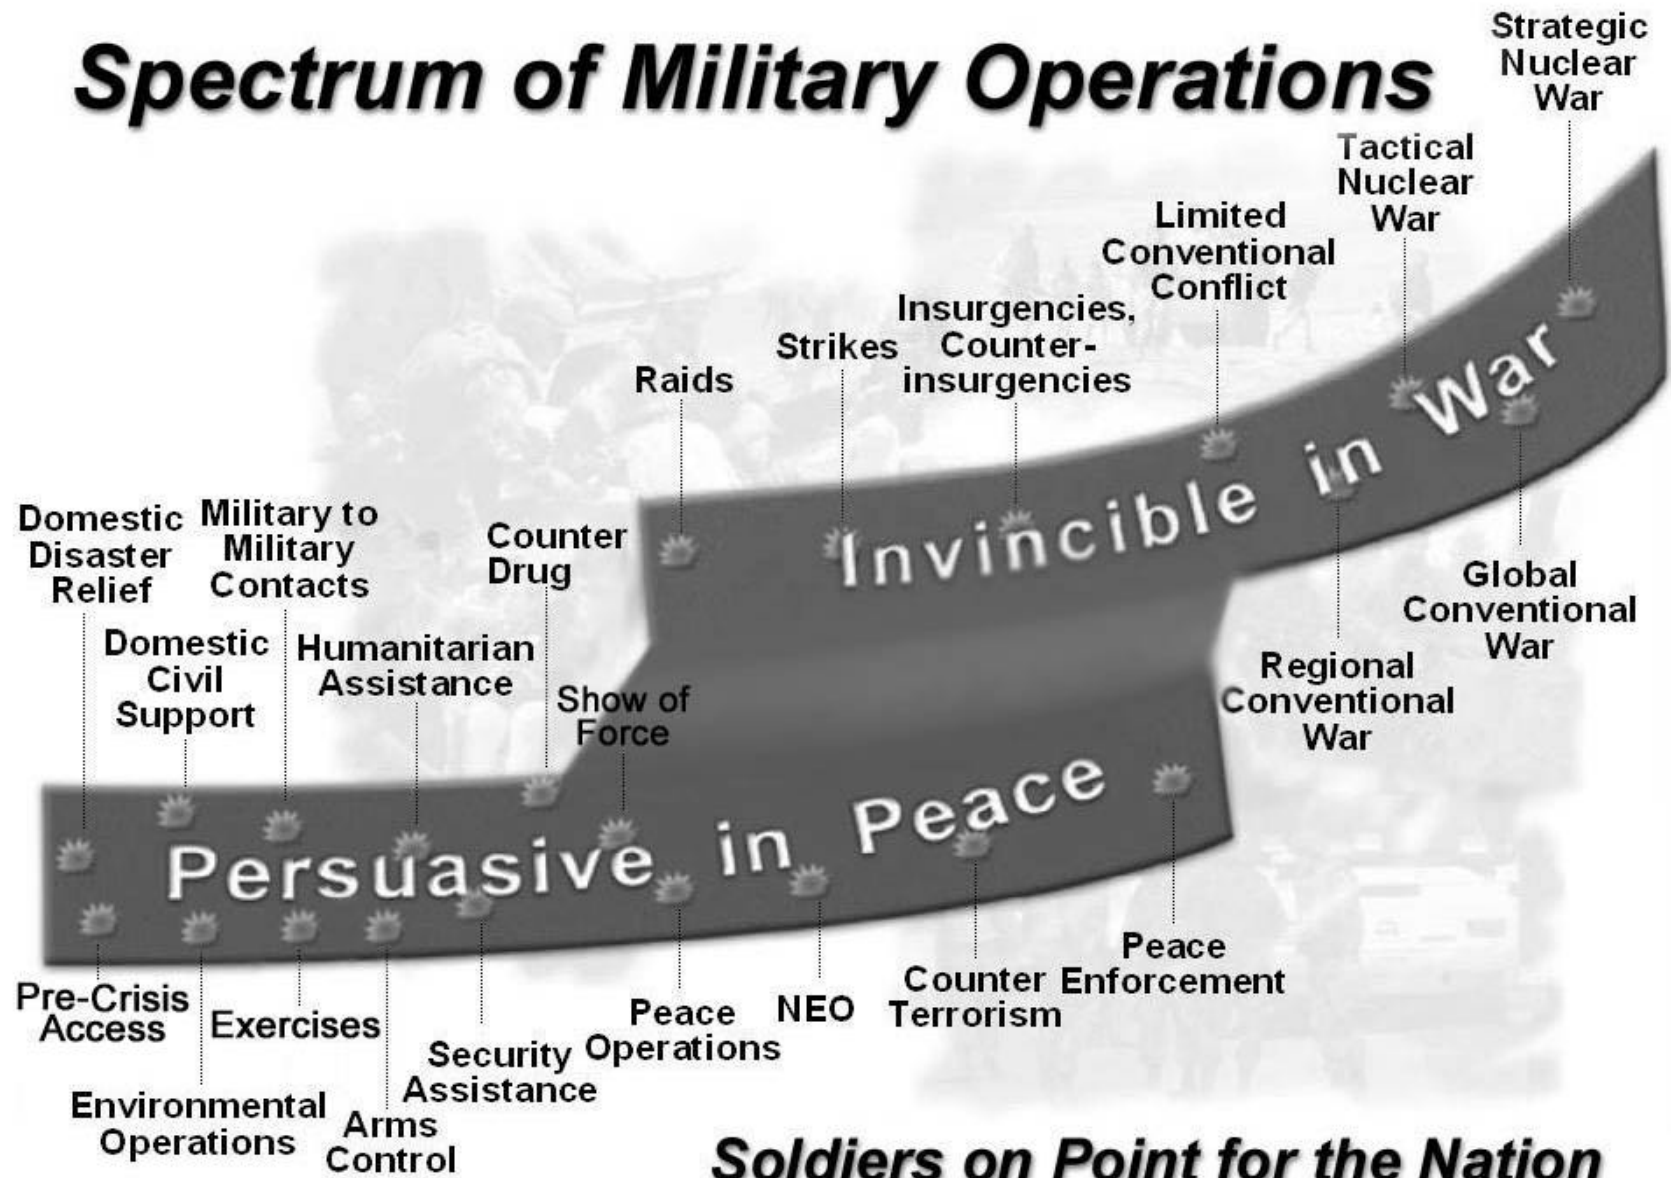 Spectrum of Military Operations
Strategic
Nuclear
War
Tactical
Nuclear
War
Limited
Conventional
Conflict
Insurgencies,
Counter-
insurgencies
Strikes
Raids
Invincible in War
Domestic
Disaster
Relief
Military to
Military
Contacts
Counter
Drug
Domestic
Civil
Support
Humanitarian
Assistance
Show of
Force
Global
Conventional
War
Regional
Conventional
War
Persuasive in Peace
Pre-Crisis
Access
Environmental
Operations
Exercises
Arms
Control
Security
Assistance
Peace
Operations
NEO
Counter
Terrorism
Peace
Enforcement
Soldiers on Point for the Nation